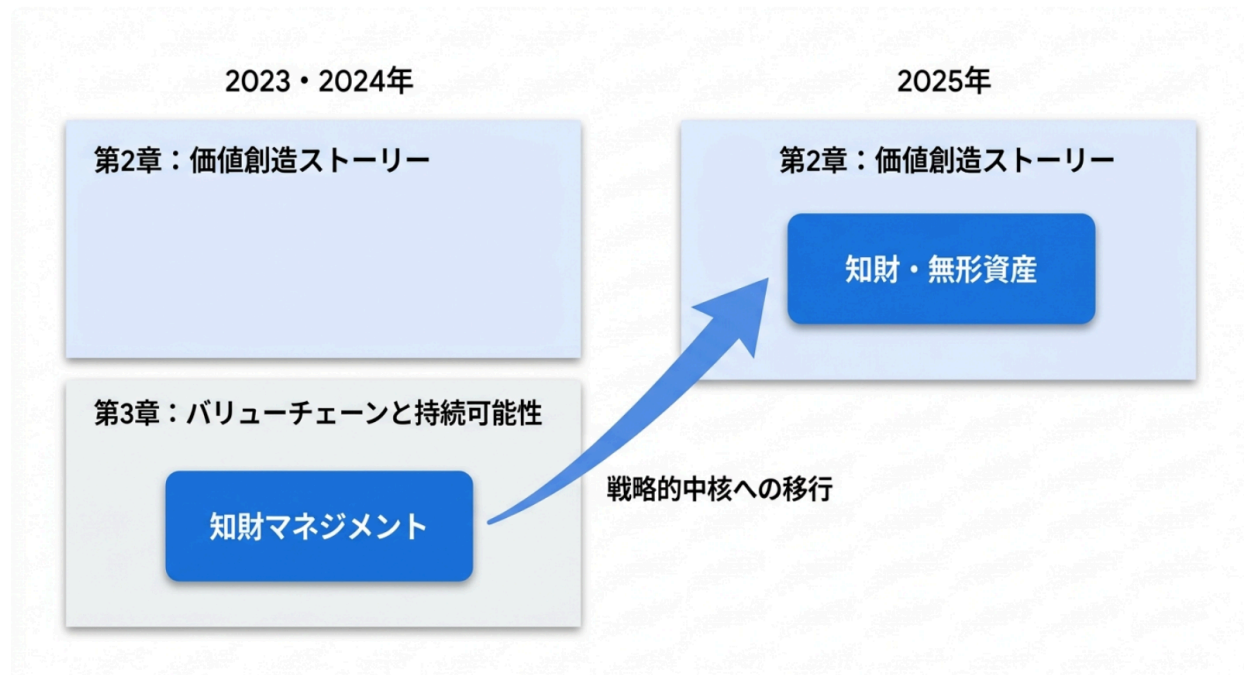 2023・2024年
第2章：価値創造ストーリー
第3章：バリューチェーンと持続可能性
知財マネジメント
戦略的中核への移行
2025年
第2章：価値創造ストーリー
知財・無形資産